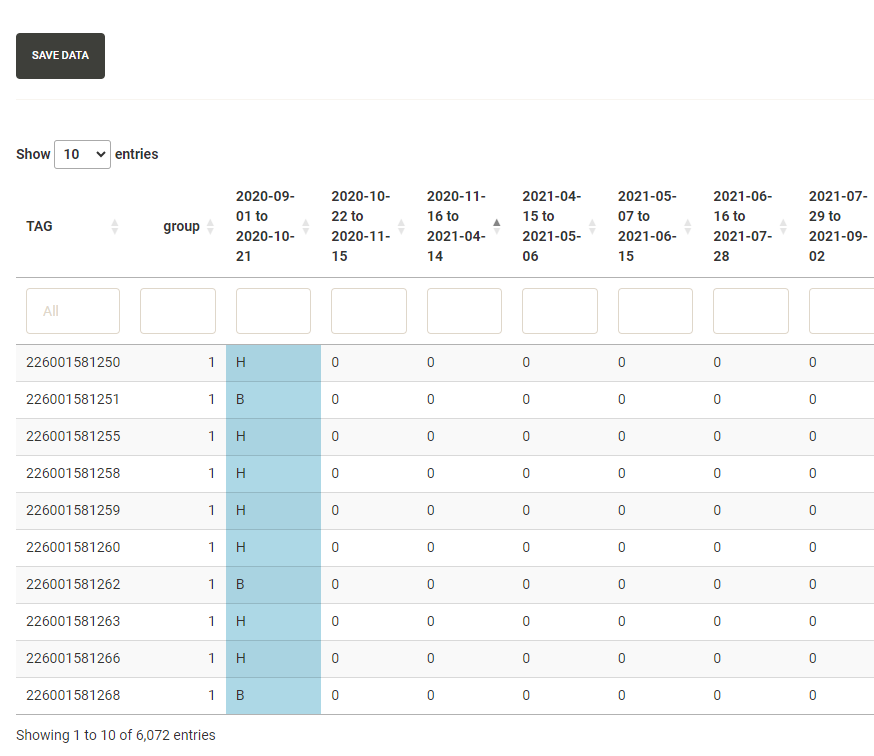 SAVE DATA
Show 10 entries
TAG group 2020-09-01 to 2020-10-21 2020-10-22 to 2020-11-15 2020-11-16 to 2021-04-14 2021-04-15 to 2021-05-06 2021-05-07 to 2021-06-15 2021-06-16 to 2021-07-28 2021-07-29 to 2021-09-02
All
226001581250 1 H 0 0 0 0 0 0
226001581251 1 B 0 0 0 0 0 0
226001581255 1 H 0 0 0 0 0 0
226001581258 1 H 0 0 0 0 0 0
226001581259 1 H 0 0 0 0 0 0
226001581260 1 H 0 0 0 0 0 0
226001581262 1 B 0 0 0 0 0 0
226001581263 1 H 0 0 0 0 0 0
226001581266 1 H 0 0 0 0 0 0
226001581268 1 B 0 0 0 0 0 0
Showing 1 to 10 of 6,072 entries